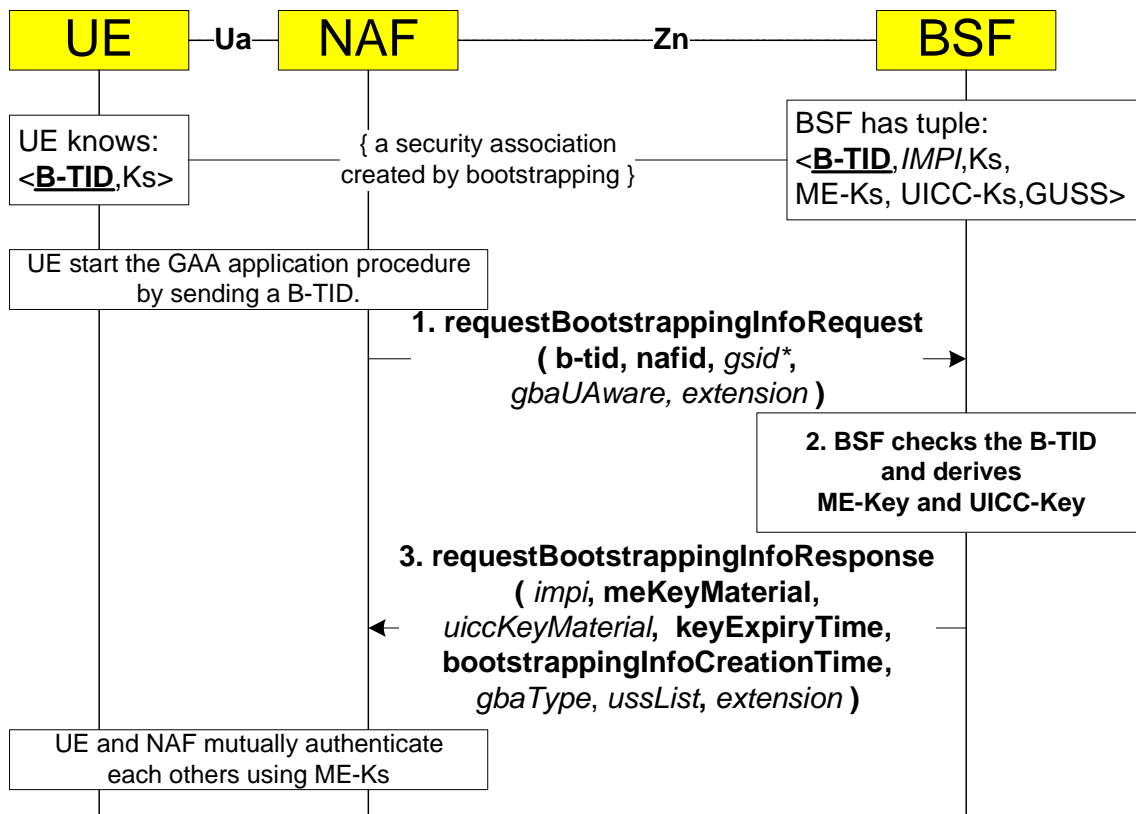 UE
Ua
NAF
Zn
BSF
UE knows:
<B-TID,Ks>
{ a security association
created by bootstrapping }
BSF has tuple:
<B-TID,IMPI,Ks,
ME-Ks, UICC-Ks,GUSS>
UE start the GAA application procedure
by sending a B-TID.
1. requestBootstrappingInfoRequest
( b-tid, nafid, gsid*,
gbaUAware, extension )
2. BSF checks the B-TID
and derives
ME-Key and UICC-Key
3. requestBootstrappingInfoResponse
( impi, meKeyMaterial,
uiccKeyMaterial, keyExpiryTime,
bootstrappingInfoCreationTime,
gbaType, ussList, extension )
UE and NAF mutually authenticate
each others using ME-Ks